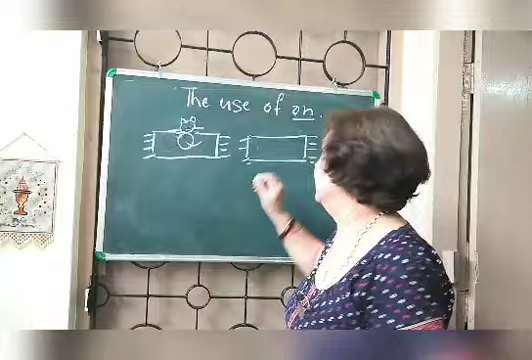 The use of on.